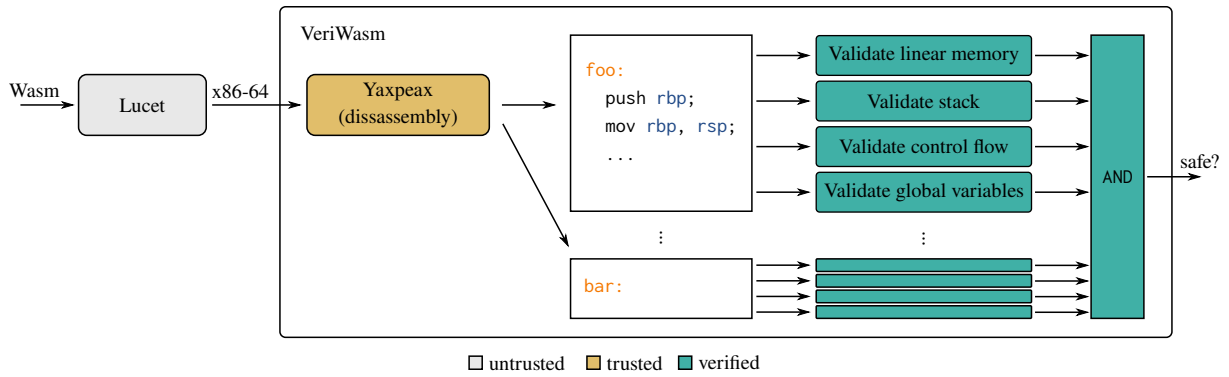 VeriWasm
Wasm
Lucet
x86-64
Yaxpeax
(dissassembly)
foo:
push rbp;
mov rbp, rsp;
...
Validate linear memory
Validate stack
Validate control flow
Validate global variables
AND
safe?
⋮
⋮
bar:
untrusted
trusted
verified